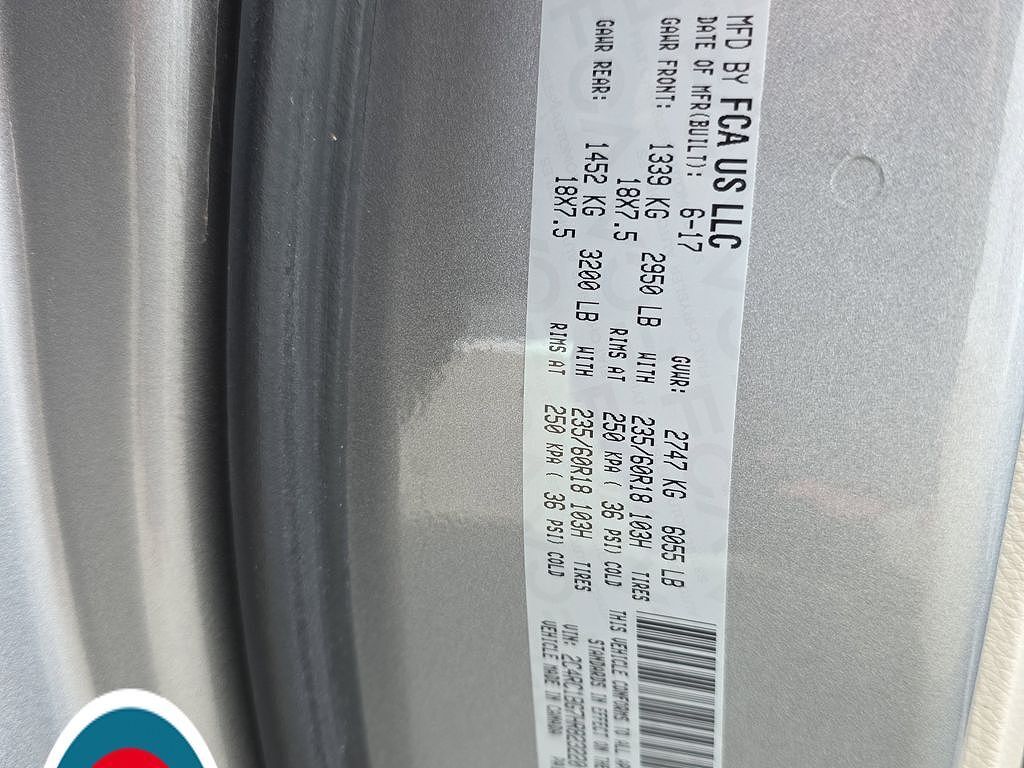 MFD BY FCA US LLC
DATE OF MFR(BUILT): 6-17 GVWR: 2747 KG 6055 LB
GAWR FRONT: 1339 KG 2950 LB WITH 235/60R18 103H TIRES
18X7.5 RIMS AT 250 KPA ( 36 PSI) COLD
GAWR REAR: 1452 KG 3200 LB WITH 235/60R18 103H TIRES
18X7.5 RIMS AT 250 KPA ( 36 PSI) COLD
THIS VEHICLE CONFORMS TO ALL
STANDARDS IN EFFECT ON THE
VIN:
VEHICLE MADE IN CANADA